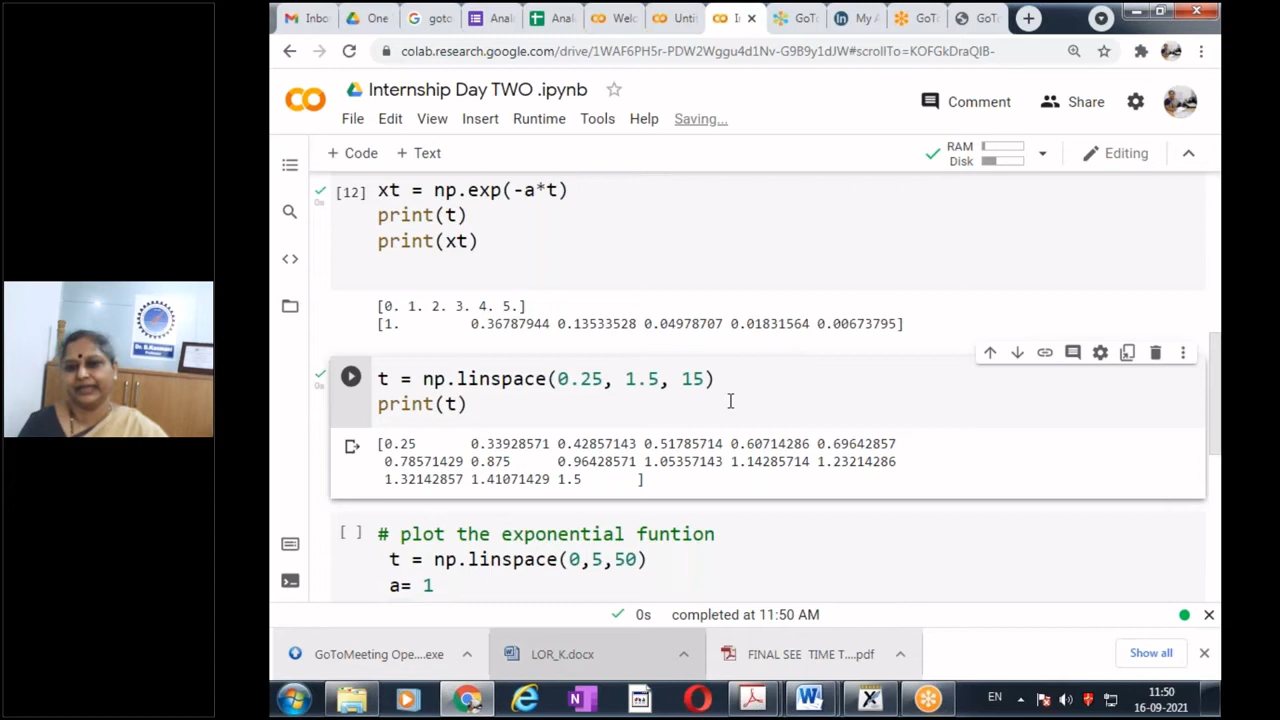 Inbo
One
goto
Anal
Anal
Welc
Unti
I
GoT
My A
GoT
GoT
colab.research.google.com/drive/1WAF6PH5r-PDW2Wggu4d1Nv-G9B9y1dJW#scrollTo=KOFGkDraQIB-
Internship Day TWO .ipynb
File Edit View Insert Runtime Tools Help Saving...
Comment
Share
+ Code + Text
RAM
Disk
Editing
[12] xt = np.exp(-a*t)
print(t)
print(xt)
[0. 1. 2. 3. 4. 5.]
[1. 0.36787944 0.13533528 0.04978707 0.01831564 0.00673795]
0s
t = np.linspace(0.25, 1.5, 15)
print(t)
0s
[0.25 0.33928571 0.42857143 0.51785714 0.60714286 0.69642857
0.78571429 0.875 0.96428571 1.05357143 1.14285714 1.23214286
1.32142857 1.41071429 1.5 ]
[ ] # plot the exponential funtion
t = np.linspace(0,5,50)
a= 1
0s completed at 11:50 AM
GoToMeeting Ope....exe
LOR_K.docx
FINAL SEE TIME T....pdf
Show all
EN
11:50
16-09-2021